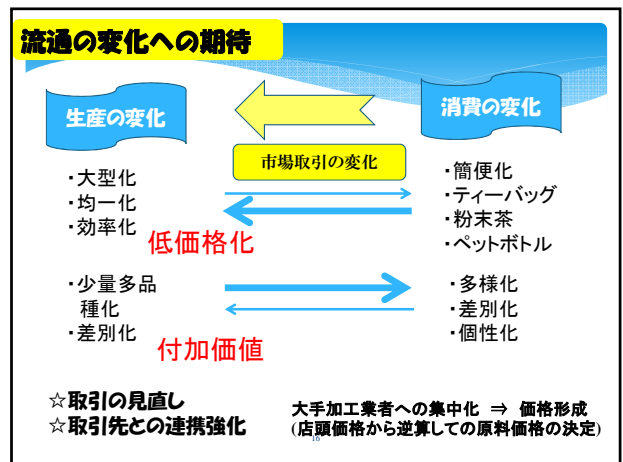 流通の変化への期待
生産の変化
消費の変化
市場取引の変化
・大型化
・均一化
・効率化
低価格化
・簡便化
・ティーバッグ
・粉末茶
・ペットボトル
・少量多品
種化
・差別化
付加価値
・多様化
・差別化
・個性化
☆取引の見直し
☆取引先との連携強化
大手加工業者への集中化 ⇒ 価格形成
(店頭価格から逆算しての原料価格の決定)
16